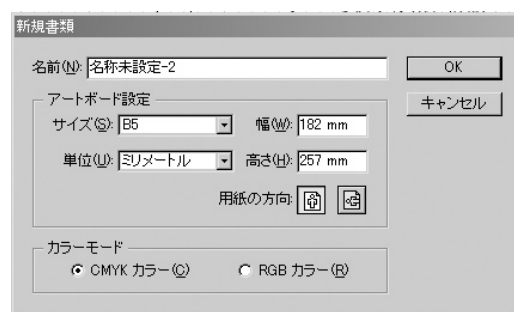 新規書類
名前(N): 名称未設定-2
OK
キャンセル
アートボード設定
サイズ(S): B5
幅(W): 182 mm
単位(U): ミリメートル
高さ(H): 257 mm
用紙の方向:
カラーモード
CMYK カラー(C)
RGB カラー(R)